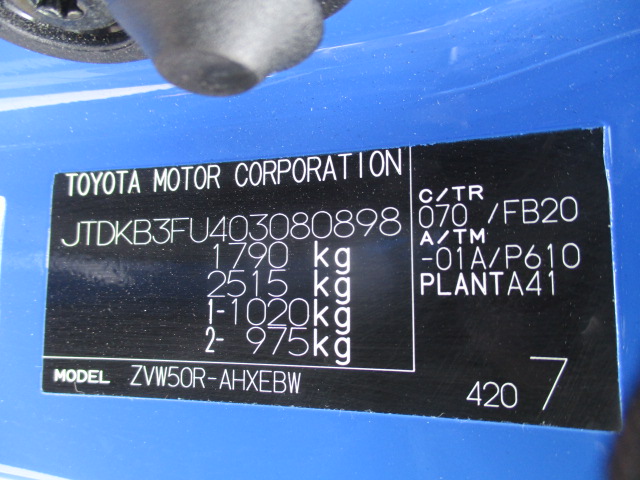 TOYOTA MOTOR CORPORATION
JTDKB3FU403080898
1790 kg
2515 kg
1-1020kg
2- 975kg
C/TR
070 /FB20
A/TM
-01A/P610
PLANTA41
MODEL ZVW50R-AHXEBW
420 7